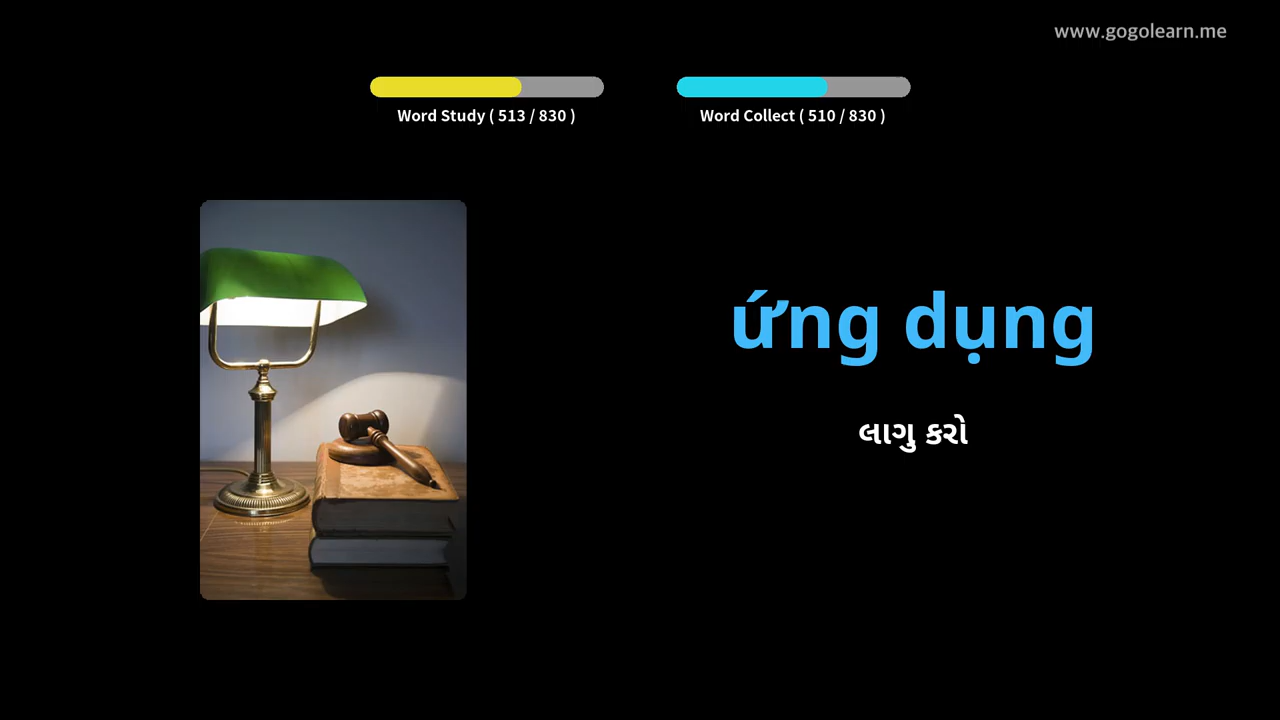 www.gogolearn.me
Word Study ( 513 / 830 )
Word Collect ( 510 / 830 )
ứng dụng
લાગુ કરો